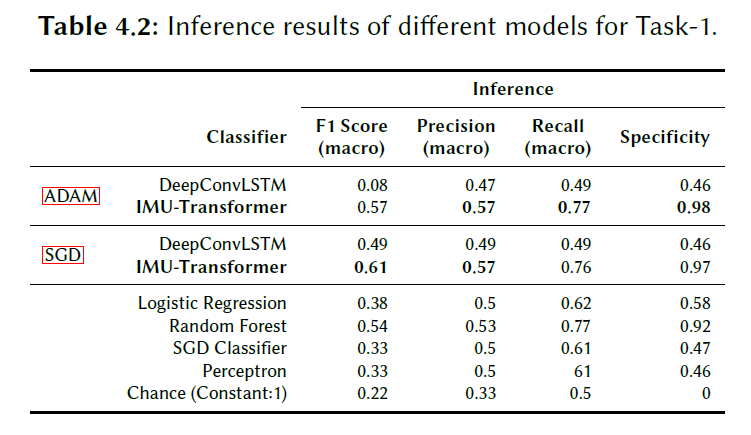 Table 4.2: Inference results of different models for Task-1.
Inference
Classifier F1 Score (macro) Precision (macro) Recall (macro) Specificity
ADAM
DeepConvLSTM 0.08 0.47 0.49 0.46
IMU-Transformer 0.57 0.57 0.77 0.98
SGD
DeepConvLSTM 0.49 0.49 0.49 0.46
IMU-Transformer 0.61 0.57 0.76 0.97
Logistic Regression 0.38 0.5 0.62 0.58
Random Forest 0.54 0.53 0.77 0.92
SGD Classifier 0.33 0.5 0.61 0.47
Perceptron 0.33 0.5 61 0.46
Chance (Constant:1) 0.22 0.33 0.5 0